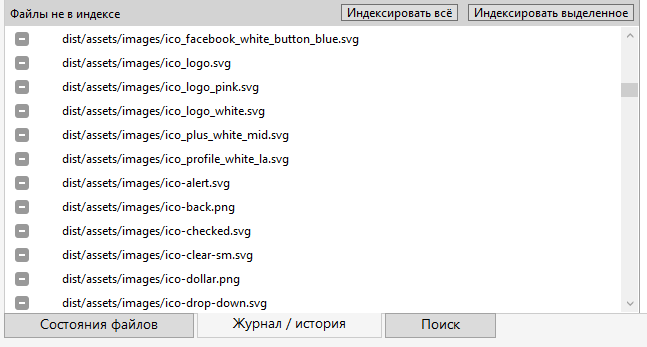 Файлы не в индексе Индексировать всё Индексировать выделенное
dist/assets/images/ico_facebook_white_button_blue.svg
dist/assets/images/ico_logo.svg
dist/assets/images/ico_logo_pink.svg
dist/assets/images/ico_logo_white.svg
dist/assets/images/ico_plus_white_mid.svg
dist/assets/images/ico_profile_white_la.svg
dist/assets/images/ico-alert.svg
dist/assets/images/ico-back.png
dist/assets/images/ico-checked.svg
dist/assets/images/ico-clear-sm.svg
dist/assets/images/ico-dollar.png
dist/assets/images/ico-drop-down.svg
Состояния файлов Журнал / история Поиск